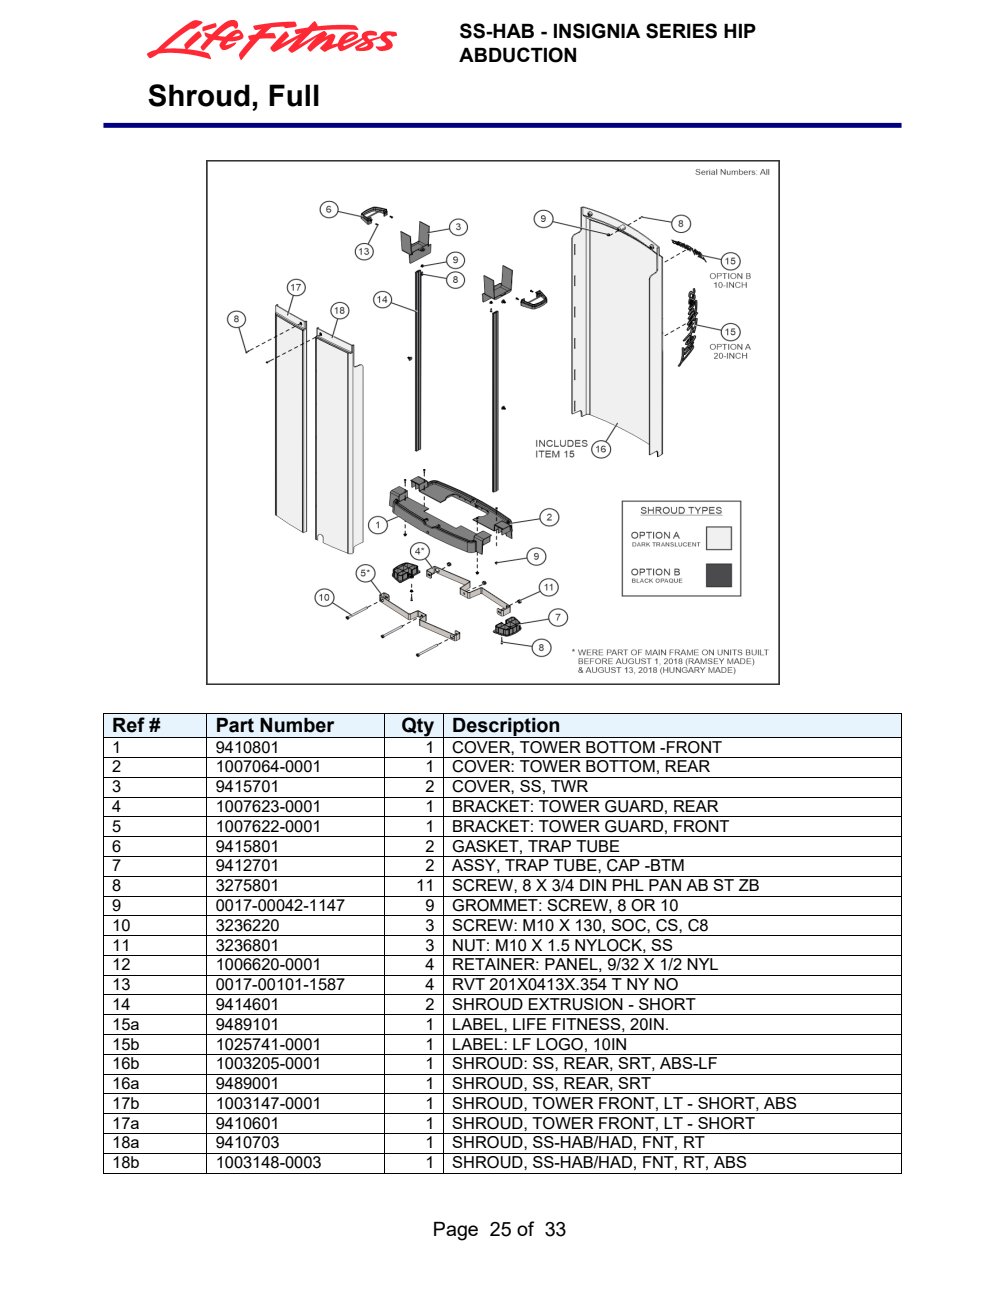 Life Fitness
SS-HAB - INSIGNIA SERIES HIP
ABDUCTION
Shroud, Full
Serial Numbers: All
6
3
9
8
13
9
8
15
OPTION B
10-INCH
17
18
14
8
15
OPTION A
20-INCH
INCLUDES
ITEM 15
16
SHROUD TYPES
OPTION A
DARK TRANSLUCENT
OPTION B
BLACK OPAQUE
1
2
4*
9
5*
11
10
7
8
* WERE PART OF MAIN FRAME ON UNITS BUILT
BEFORE AUGUST 1, 2018 (RAMSEY MADE)
& AUGUST 13, 2018 (HUNGARY MADE)
Ref # Part Number Qty Description
1 9410801 1 COVER, TOWER BOTTOM -FRONT
2 1007064-0001 1 COVER: TOWER BOTTOM, REAR
3 9415701 2 COVER, SS, TWR
4 1007623-0001 1 BRACKET: TOWER GUARD, REAR
5 1007622-0001 1 BRACKET: TOWER GUARD, FRONT
6 9415801 2 GASKET, TRAP TUBE
7 9412701 2 ASSY, TRAP TUBE, CAP -BTM
8 3275801 11 SCREW, 8 X 3/4 DIN PHL PAN AB ST ZB
9 0017-00042-1147 9 GROMMET: SCREW, 8 OR 10
10 3236220 3 SCREW: M10 X 130, SOC, CS, C8
11 3236801 3 NUT: M10 X 1.5 NYLOCK, SS
12 1006620-0001 4 RETAINER: PANEL, 9/32 X 1/2 NYL
13 0017-00101-1587 4 RVT 201X0413X.354 T NY NO
14 9414601 2 SHROUD EXTRUSION - SHORT
15a 9489101 1 LABEL, LIFE FITNESS, 20IN.
15b 1025741-0001 1 LABEL: LF LOGO, 10IN
16b 1003205-0001 1 SHROUD: SS, REAR, SRT, ABS-LF
16a 9489001 1 SHROUD, SS, REAR, SRT
17b 1003147-0001 1 SHROUD, TOWER FRONT, LT - SHORT, ABS
17a 9410601 1 SHROUD, TOWER FRONT, LT - SHORT
18a 9410703 1 SHROUD, SS-HAB/HAD, FNT, RT
18b 1003148-0003 1 SHROUD, SS-HAB/HAD, FNT, RT, ABS
Page 25 of 33